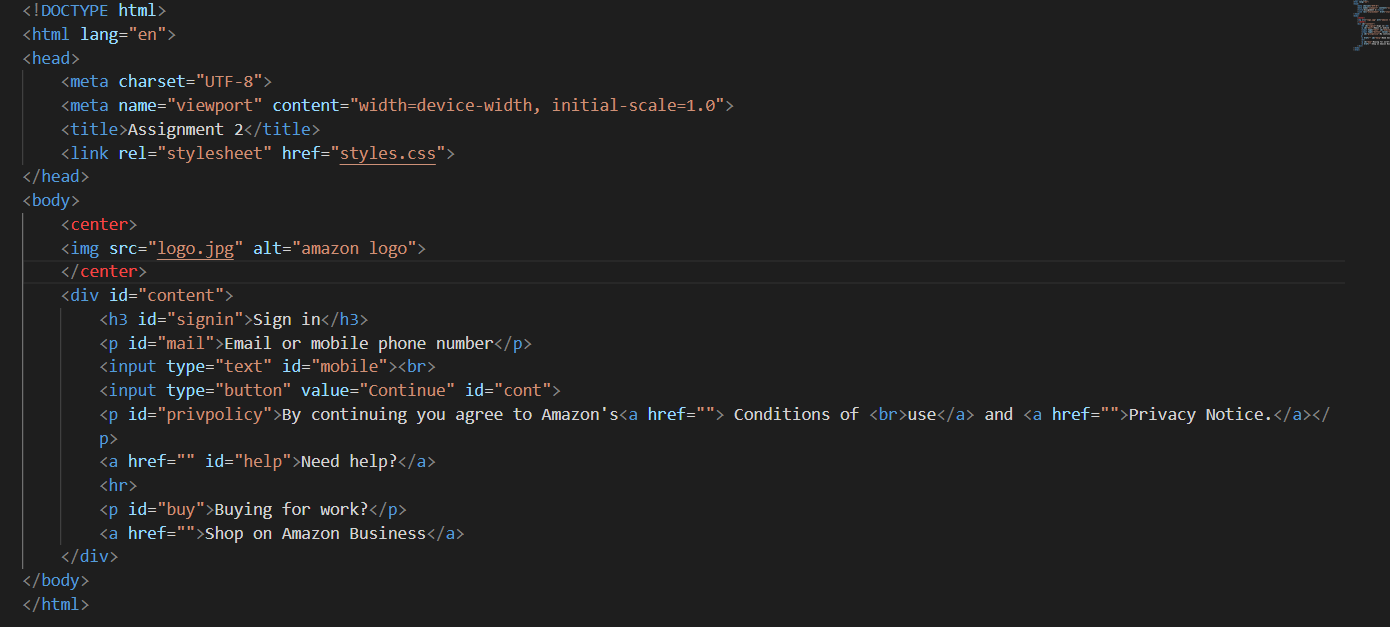 <!DOCTYPE html>
<html lang="en">
<head>
    <meta charset="UTF-8">
    <meta name="viewport" content="width=device-width, initial-scale=1.0">
    <title>Assignment 2</title>
    <link rel="stylesheet" href="styles.css">
</head>
<body>
    <center>
    <img src="logo.jpg" alt="amazon logo">
    </center>
    <div id="content">
        <h3 id="signin">Sign in</h3>
        <p id="mail">Email or mobile phone number</p>
        <input type="text" id="mobile"><br>
        <input type="button" value="Continue" id="cont">
        <p id="privpolicy">By continuing you agree to Amazon's<a href=""> Conditions of <br>use</a> and <a href="">Privacy Notice.</a></
        p>
        <a href="" id="help">Need help?</a>
        <hr>
        <p id="buy">Buying for work?</p>
        <a href="">Shop on Amazon Business</a>
    </div>
</body>
</html>